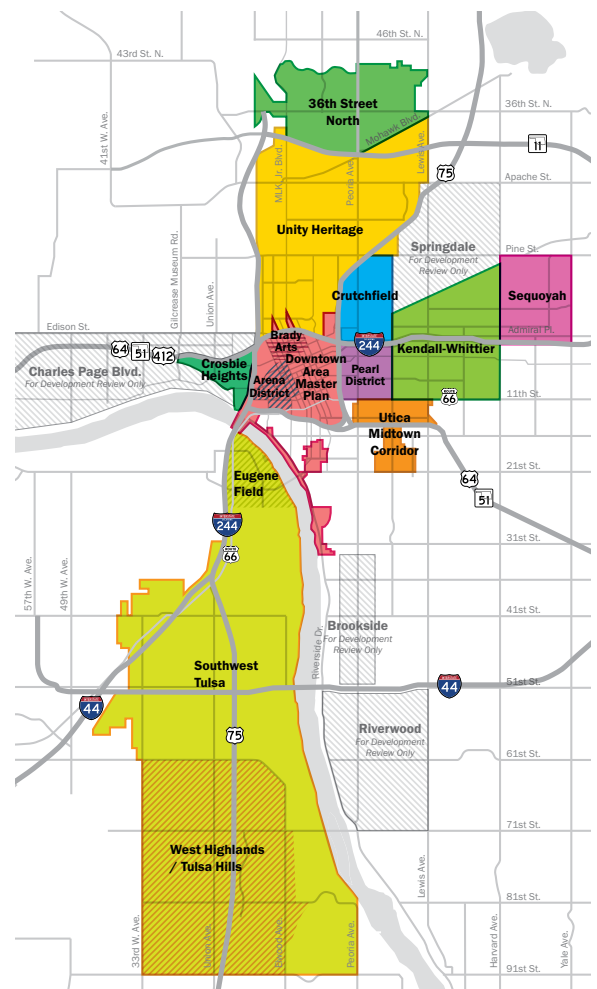 46th St. N.
43rd St. N.
36th Street
North
36th St. N.
41st W. Ave.
Mohawk Blvd.
MLK Jr. Blvd.
Peoria Ave.
Lewis Ave.
11
75
Apache St.
Unity Heritage
Gilcrease Museum Rd.
Union Ave.
Springdale
For Development
Review Only
Pine St.
Crutchfield
Sequoyah
Edison St.
Admiral Pl.
64
51
412
Brady
Arts
244
Kendall-Whittier
Charles Page Blvd.
For Development
Review Only
Crosbie
Heights
Arena
District
Downtown
Area
Master
Plan
Pearl
District
ROUTE
66
11th St.
Utica
Midtown
Corridor
21st St.
Eugene
Field
64
51
244
31st St.
ROUTE
66
57th W. Ave.
49th W. Ave.
41st St.
Brookside
For Development
Review Only
Riverside Dr.
Southwest
Tulsa
51st St.
44
44
75
Riverwood
For Development
Review Only
61st St.
71st St.
West Highlands
/ Tulsa Hills
Lewis Ave.
81st St.
33rd W. Ave.
Union Ave.
Elwood Ave.
Peoria Ave.
Harvard Ave.
Yale Ave.
91st St.